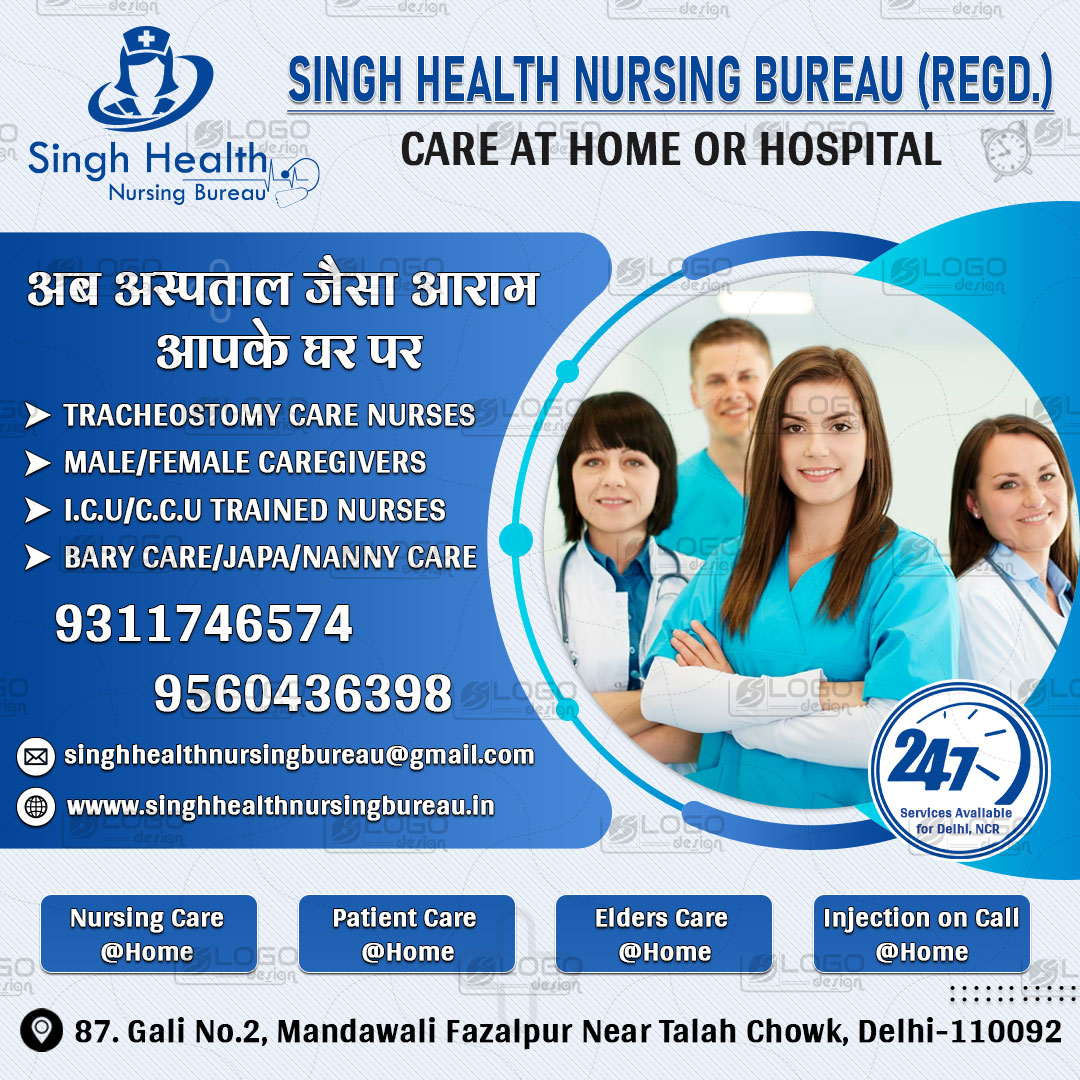 Singh Health
Nursing Bureau
SINGH HEALTH NURSING BUREAU (REGD.)
CARE AT HOME OR HOSPITAL
अब अस्पताल जैसा आराम
आपके घर पर
TRACHEOSTOMY CARE NURSES
MALE/FEMALE CAREGIVERS
I.C.U/C.C.U TRAINED NURSES
BARY CARE/JAPA/NANNY CARE
9311746574
9560436398
singhhealthnursingbureau@gmail.com
www.singhhealthnursingbureau.in
247
Services Available
for Delhi, NCR
Nursing Care
@Home
Patient Care
@Home
Elders Care
@Home
Injection on Call
@Home
87. Gali No.2, Mandawali Fazalpur Near Talah Chowk, Delhi-110092
LOGO
design